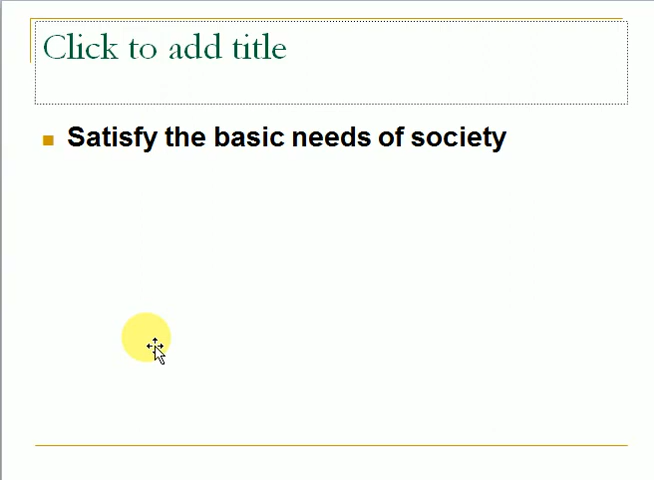 Click to add title
Satisfy the basic needs of society